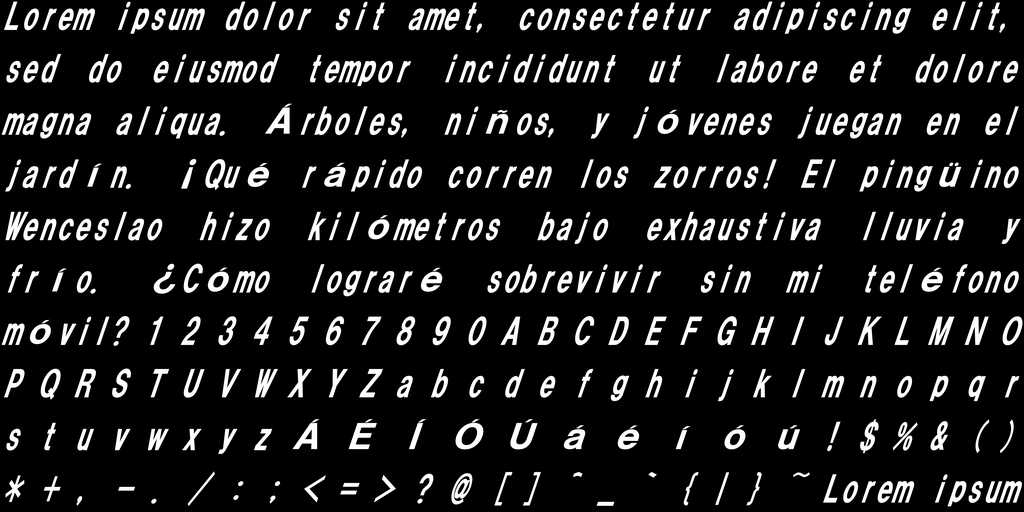 Lorem ipsum dolor sit amet, consectetur adipiscing elit,
sed do eiusmod tempor incididunt ut labore et dolore
magna aliqua. Árboles, niños, y jóvenes juegan en el
jardín. ¡Qué rápido corren los zorros! El pingüino
Wenceslao hizo kilómetros bajo exhaustiva lluvia y
frío. ¿Cómo lograré sobrevivir sin mi teléfono
móvil? 1 2 3 4 5 6 7 8 9 0 A B C D E F G H I J K L M N O
P Q R S T U V W X Y Z a b c d e f g h i j k l m n o p q r
s t u v w x y z Á É Í Ó Ú á é í ó ú ! $ % & ( )
* + , - . / : ; < = > ? @ [ ] ^ _ ` { | } ~ Lorem ipsum